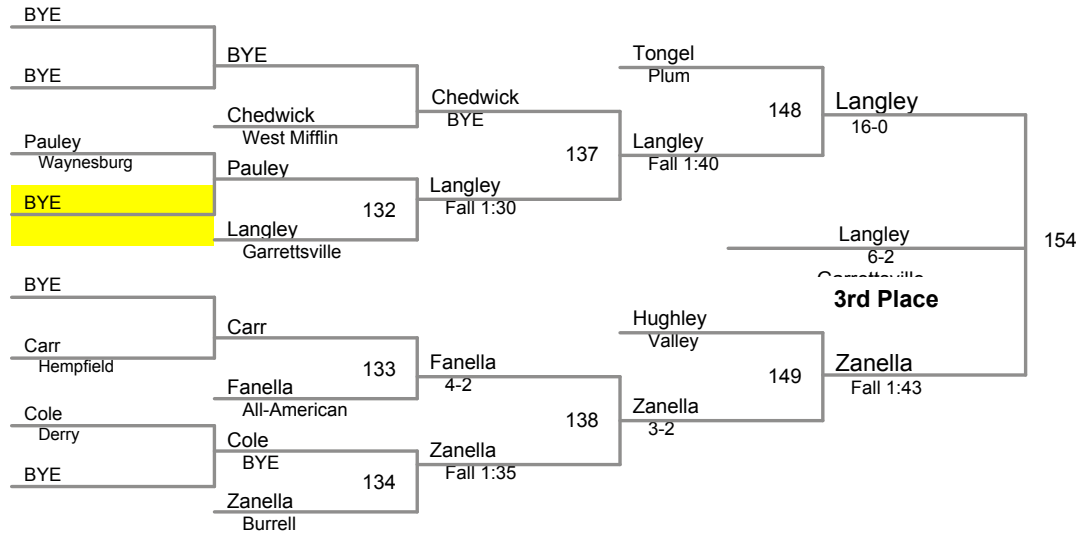 BYE
BYE
BYE
Chedwick
West Mifflin
Chedwick
BYE
Pauley
Waynesburg
BYE
Pauley
132
Langley
Garrettsville
Langley
Fall 1:30
137
Tongel
Plum
Langley
Fall 1:40
148
Langley
16-0
Langley
6-2
Garrettsville
3rd Place
154
BYE
Carr
Hempfield
Carr
133
Fanella
All-American
Fanella
4-2
Cole
Derry
BYE
Cole
BYE
134
Zanella
Burrell
Zanella
Fall 1:35
138
Hughley
Valley
Zanella
3-2
149
Zanella
Fall 1:43